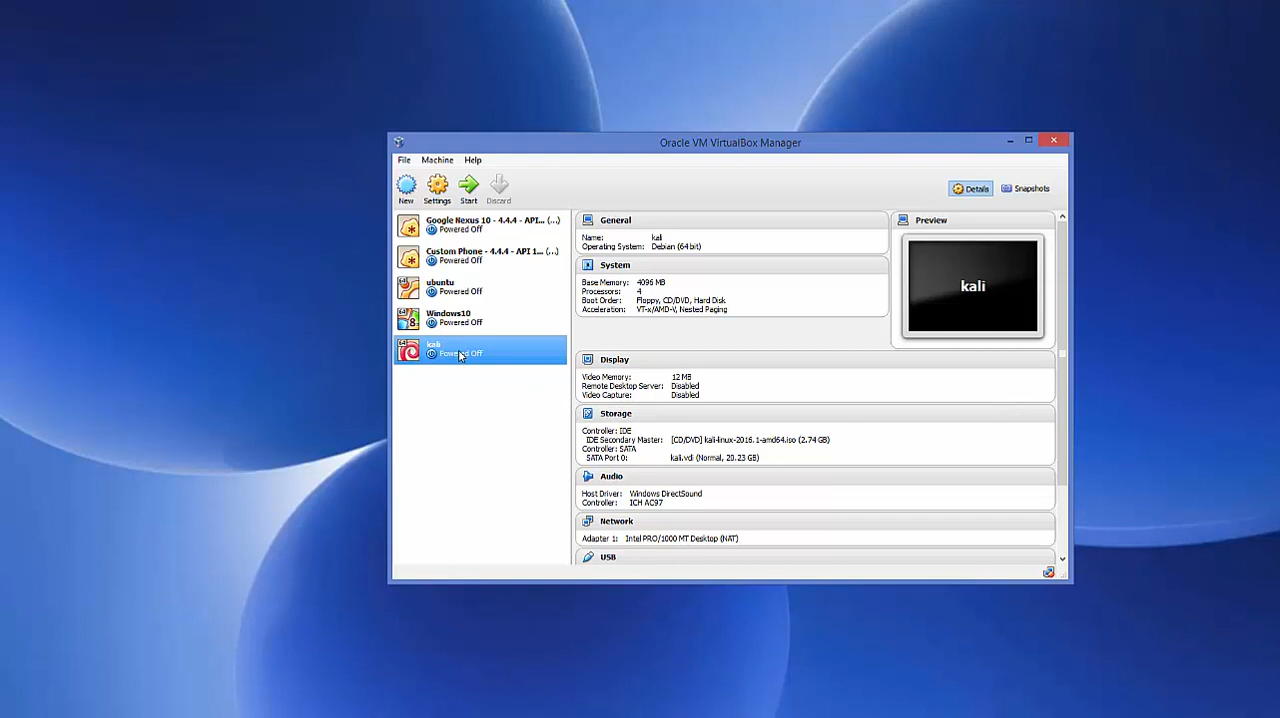 Oracle VM VirtualBox Manager
File Machine Help
New Settings Start Discard
Details Snapshots
Google Nexus 10 - 4.4.4 - API... (...)
Powered Off
Custom Phone - 4.4.4 - API 1... (...)
Powered Off
64 ubuntu
Powered Off
64 Windows10
8 Powered Off
64 kali
Powered Off
General
Name: kali
Operating System: Debian (64 bit)
System
Base Memory: 4096 MB
Processors: 4
Boot Order: Floppy, CD/DVD, Hard Disk
Acceleration: VT-x/AMD-V, Nested Paging
Preview
kali
Display
Video Memory: 12 MB
Remote Desktop Server: Disabled
Video Capture: Disabled
Storage
Controller: IDE
IDE Secondary Master: [CD/DVD] kali-linux-2016.1-amd64.iso (2.74 GB)
Controller: SATA
SATA Port 0: kali.vdi (Normal, 20.23 GB)
Audio
Host Driver: Windows DirectSound
Controller: ICH AC97
Network
Adapter 1: Intel PRO/1000 MT Desktop (NAT)
USB